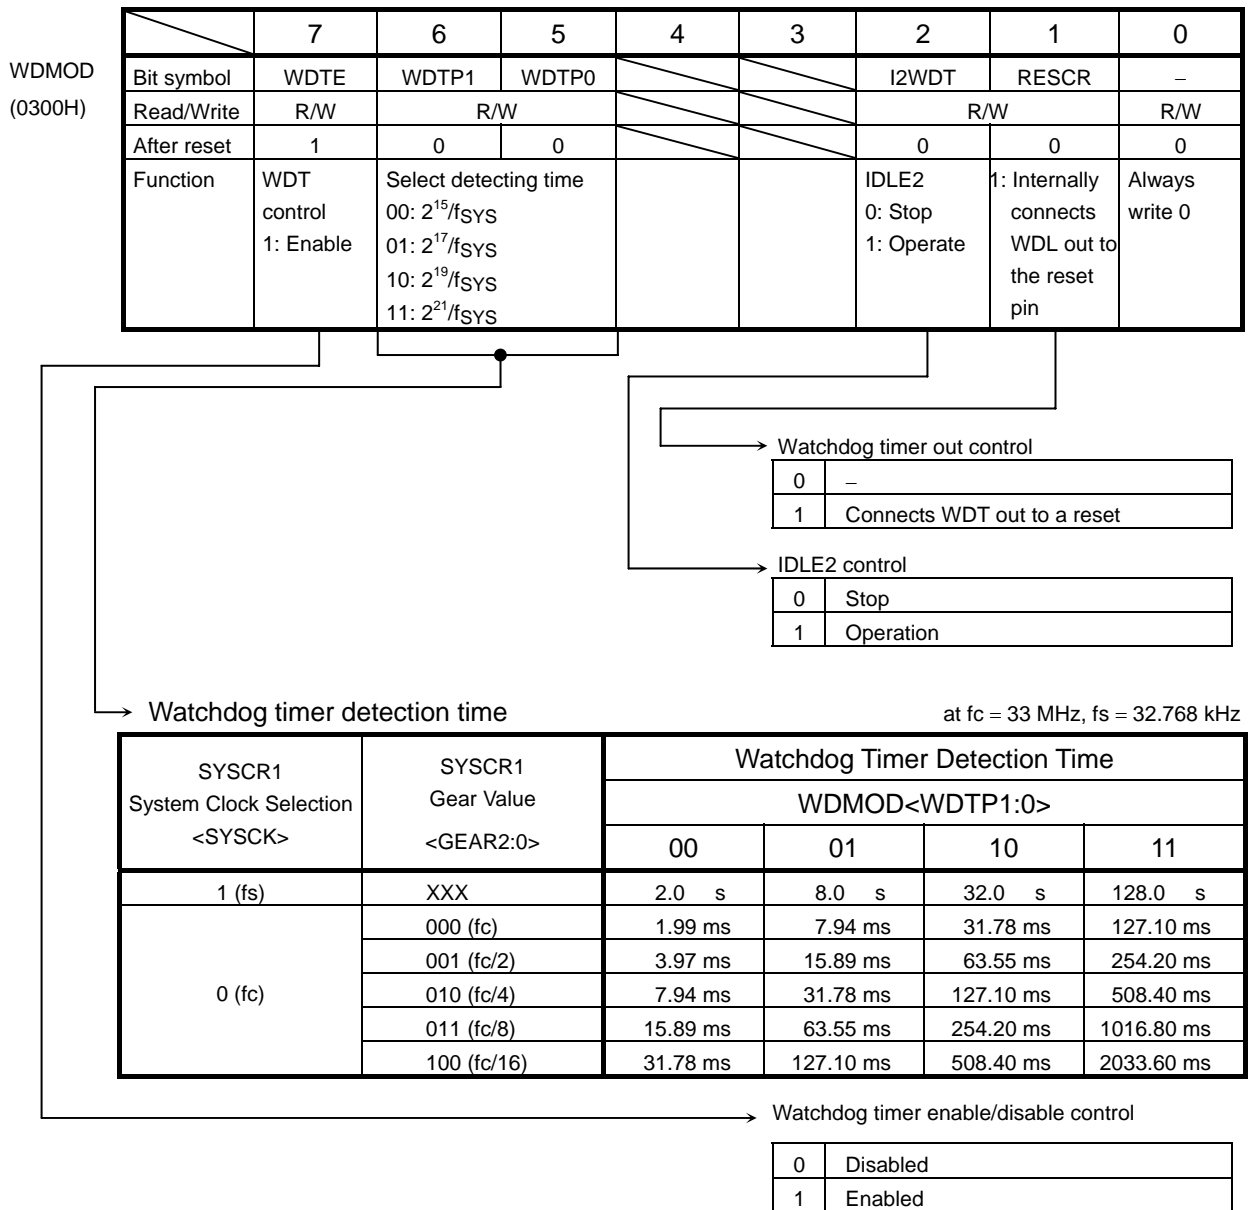 7 6 5 4 3 2 1 0
WDMOD (0300H)
Bit symbol WDTE WDTP1 WDTP0 I2WDT RESCR –
Read/Write R/W R/W R/W R/W
After reset 1 0 0 0 0 0
Function
WDT control 1: Enable
Select detecting time
00: 2^15/fSYS
01: 2^17/fSYS
10: 2^19/fSYS
11: 2^21/fSYS
IDLE2
0: Stop
1: Operate
1: Internally
connects
WDL out to
the reset
pin
Always
write 0
Watchdog timer out control
0 –
1 Connects WDT out to a reset
IDLE2 control
0 Stop
1 Operation
Watchdog timer detection time at fc = 33 MHz, fs = 32.768 kHz
SYSCR1
System Clock Selection
<SYSCK>
SYSCR1
Gear Value
<GEAR2:0>
Watchdog Timer Detection Time
WDMOD<WDTP1:0>
00 01 10 11
1 (fs) XXX 2.0 s 8.0 s 32.0 s 128.0 s
0 (fc)
000 (fc) 1.99 ms 7.94 ms 31.78 ms 127.10 ms
001 (fc/2) 3.97 ms 15.89 ms 63.55 ms 254.20 ms
010 (fc/4) 7.94 ms 31.78 ms 127.10 ms 508.40 ms
011 (fc/8) 15.89 ms 63.55 ms 254.20 ms 1016.80 ms
100 (fc/16) 31.78 ms 127.10 ms 508.40 ms 2033.60 ms
Watchdog timer enable/disable control
0 Disabled
1 Enabled